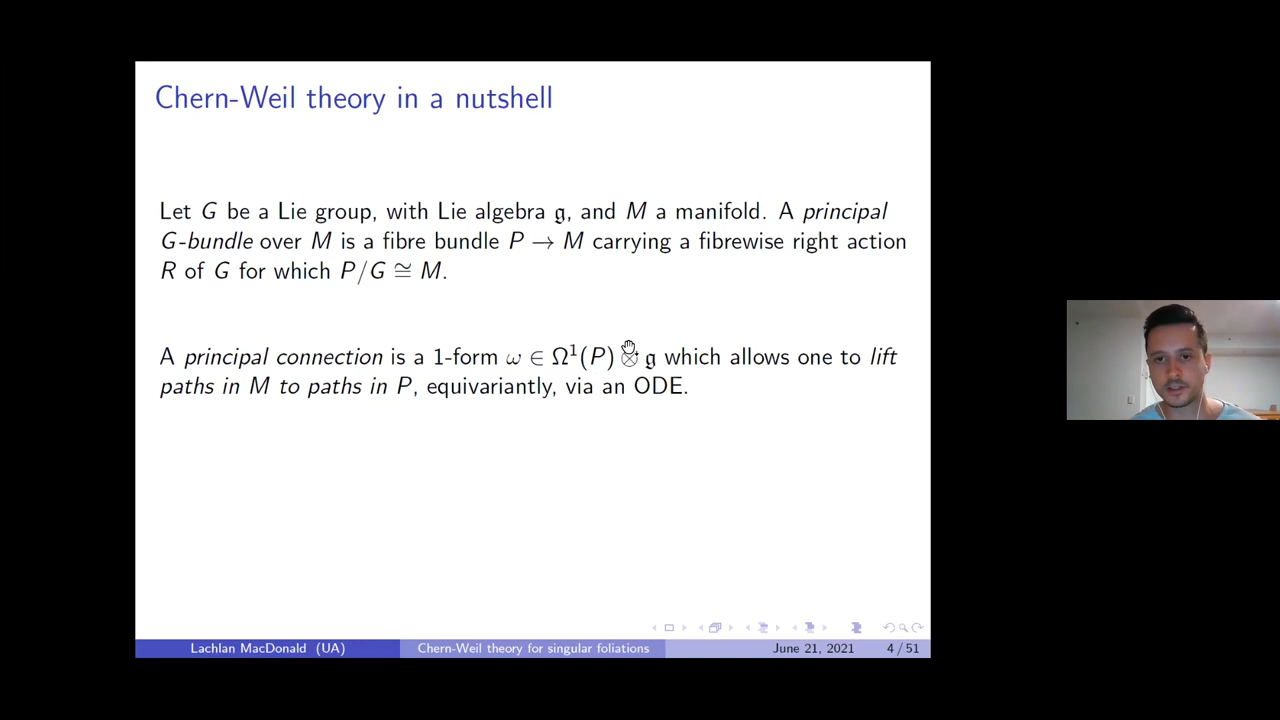 Chern-Weil theory in a nutshell
Let G be a Lie group, with Lie algebra 𝔤, and M a manifold. A principal
G-bundle over M is a fibre bundle P → M carrying a fibrewise right action
R of G for which P/G ≅ M.
A principal connection is a 1-form ω ∈ Ω¹(P) ⊗ 𝔤 which allows one to lift
paths in M to paths in P, equivariantly, via an ODE.
Lachlan MacDonald (UA) Chern-Weil theory for singular foliations June 21, 2021 4 / 51